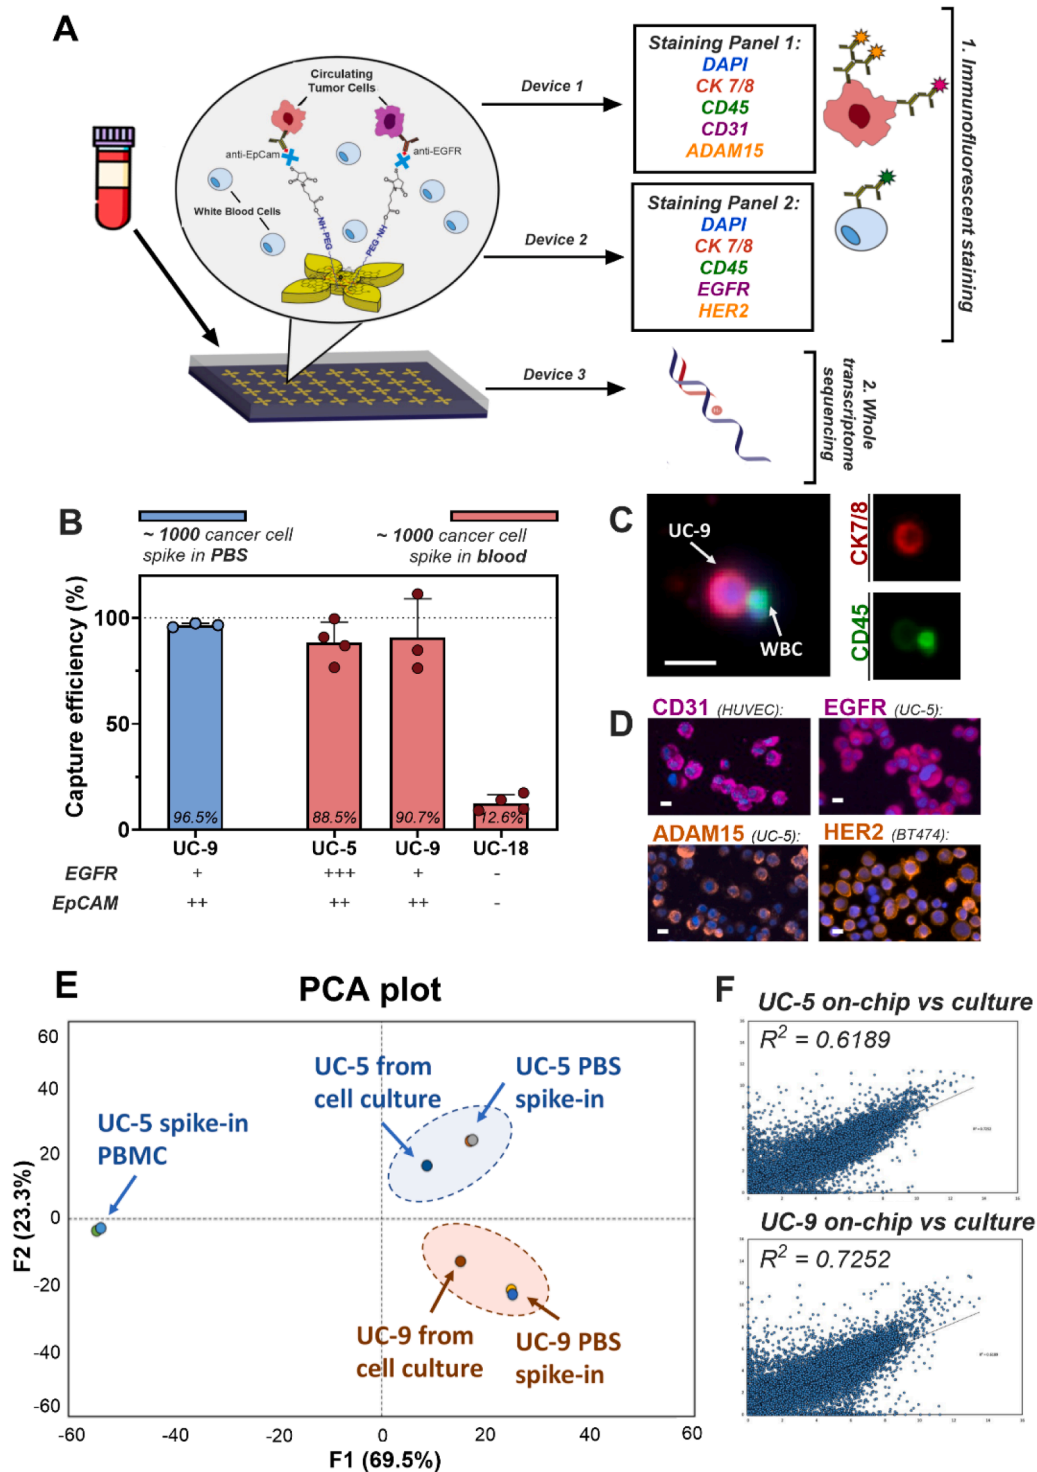 A
Circulating
Tumor Cells
anti-EpCam
anti-EGFR
White Blood Cells
NH-PEG
PEG-NH
Device 1
Device 2
Device 3
Staining Panel 1:
DAPI
CK 7/8
CD45
CD31
ADAM15
Staining Panel 2:
DAPI
CK 7/8
CD45
EGFR
HER2
1. Immunofluorescent staining
2. Whole
transcriptome
sequencing
B
~ 1000 cancer cell
spike in PBS
~ 1000 cancer cell
spike in blood
Capture efficiency (%)
100
50
0
96.5%
88.5%
90.7%
12.6%
UC-9
UC-5
UC-9
UC-18
EGFR
+
+++
+
-
EpCAM
++
++
++
-
C
UC-9
WBC
CK7/8
CD45
D
CD31 (HUVEC):
EGFR (UC-5):
ADAM15 (UC-5):
HER2 (BT474):
E
PCA plot
UC-5 from
cell culture
UC-5 PBS
spike-in
UC-5 spike-in
PBMC
UC-9 from
cell culture
UC-9 PBS
spike-in
F2 (23.3%)
60
40
20
0
-20
-40
-60
-60
-40
-20
0
20
40
60
F1 (69.5%)
F
UC-5 on-chip vs culture
R² = 0.6189
UC-9 on-chip vs culture
R² = 0.7252